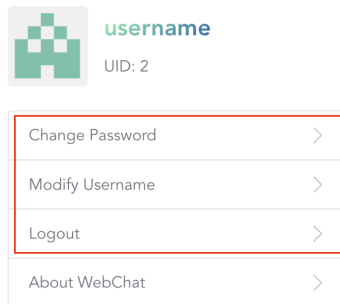 username
UID: 2
Change Password
Modify Username
Logout
About WebChat